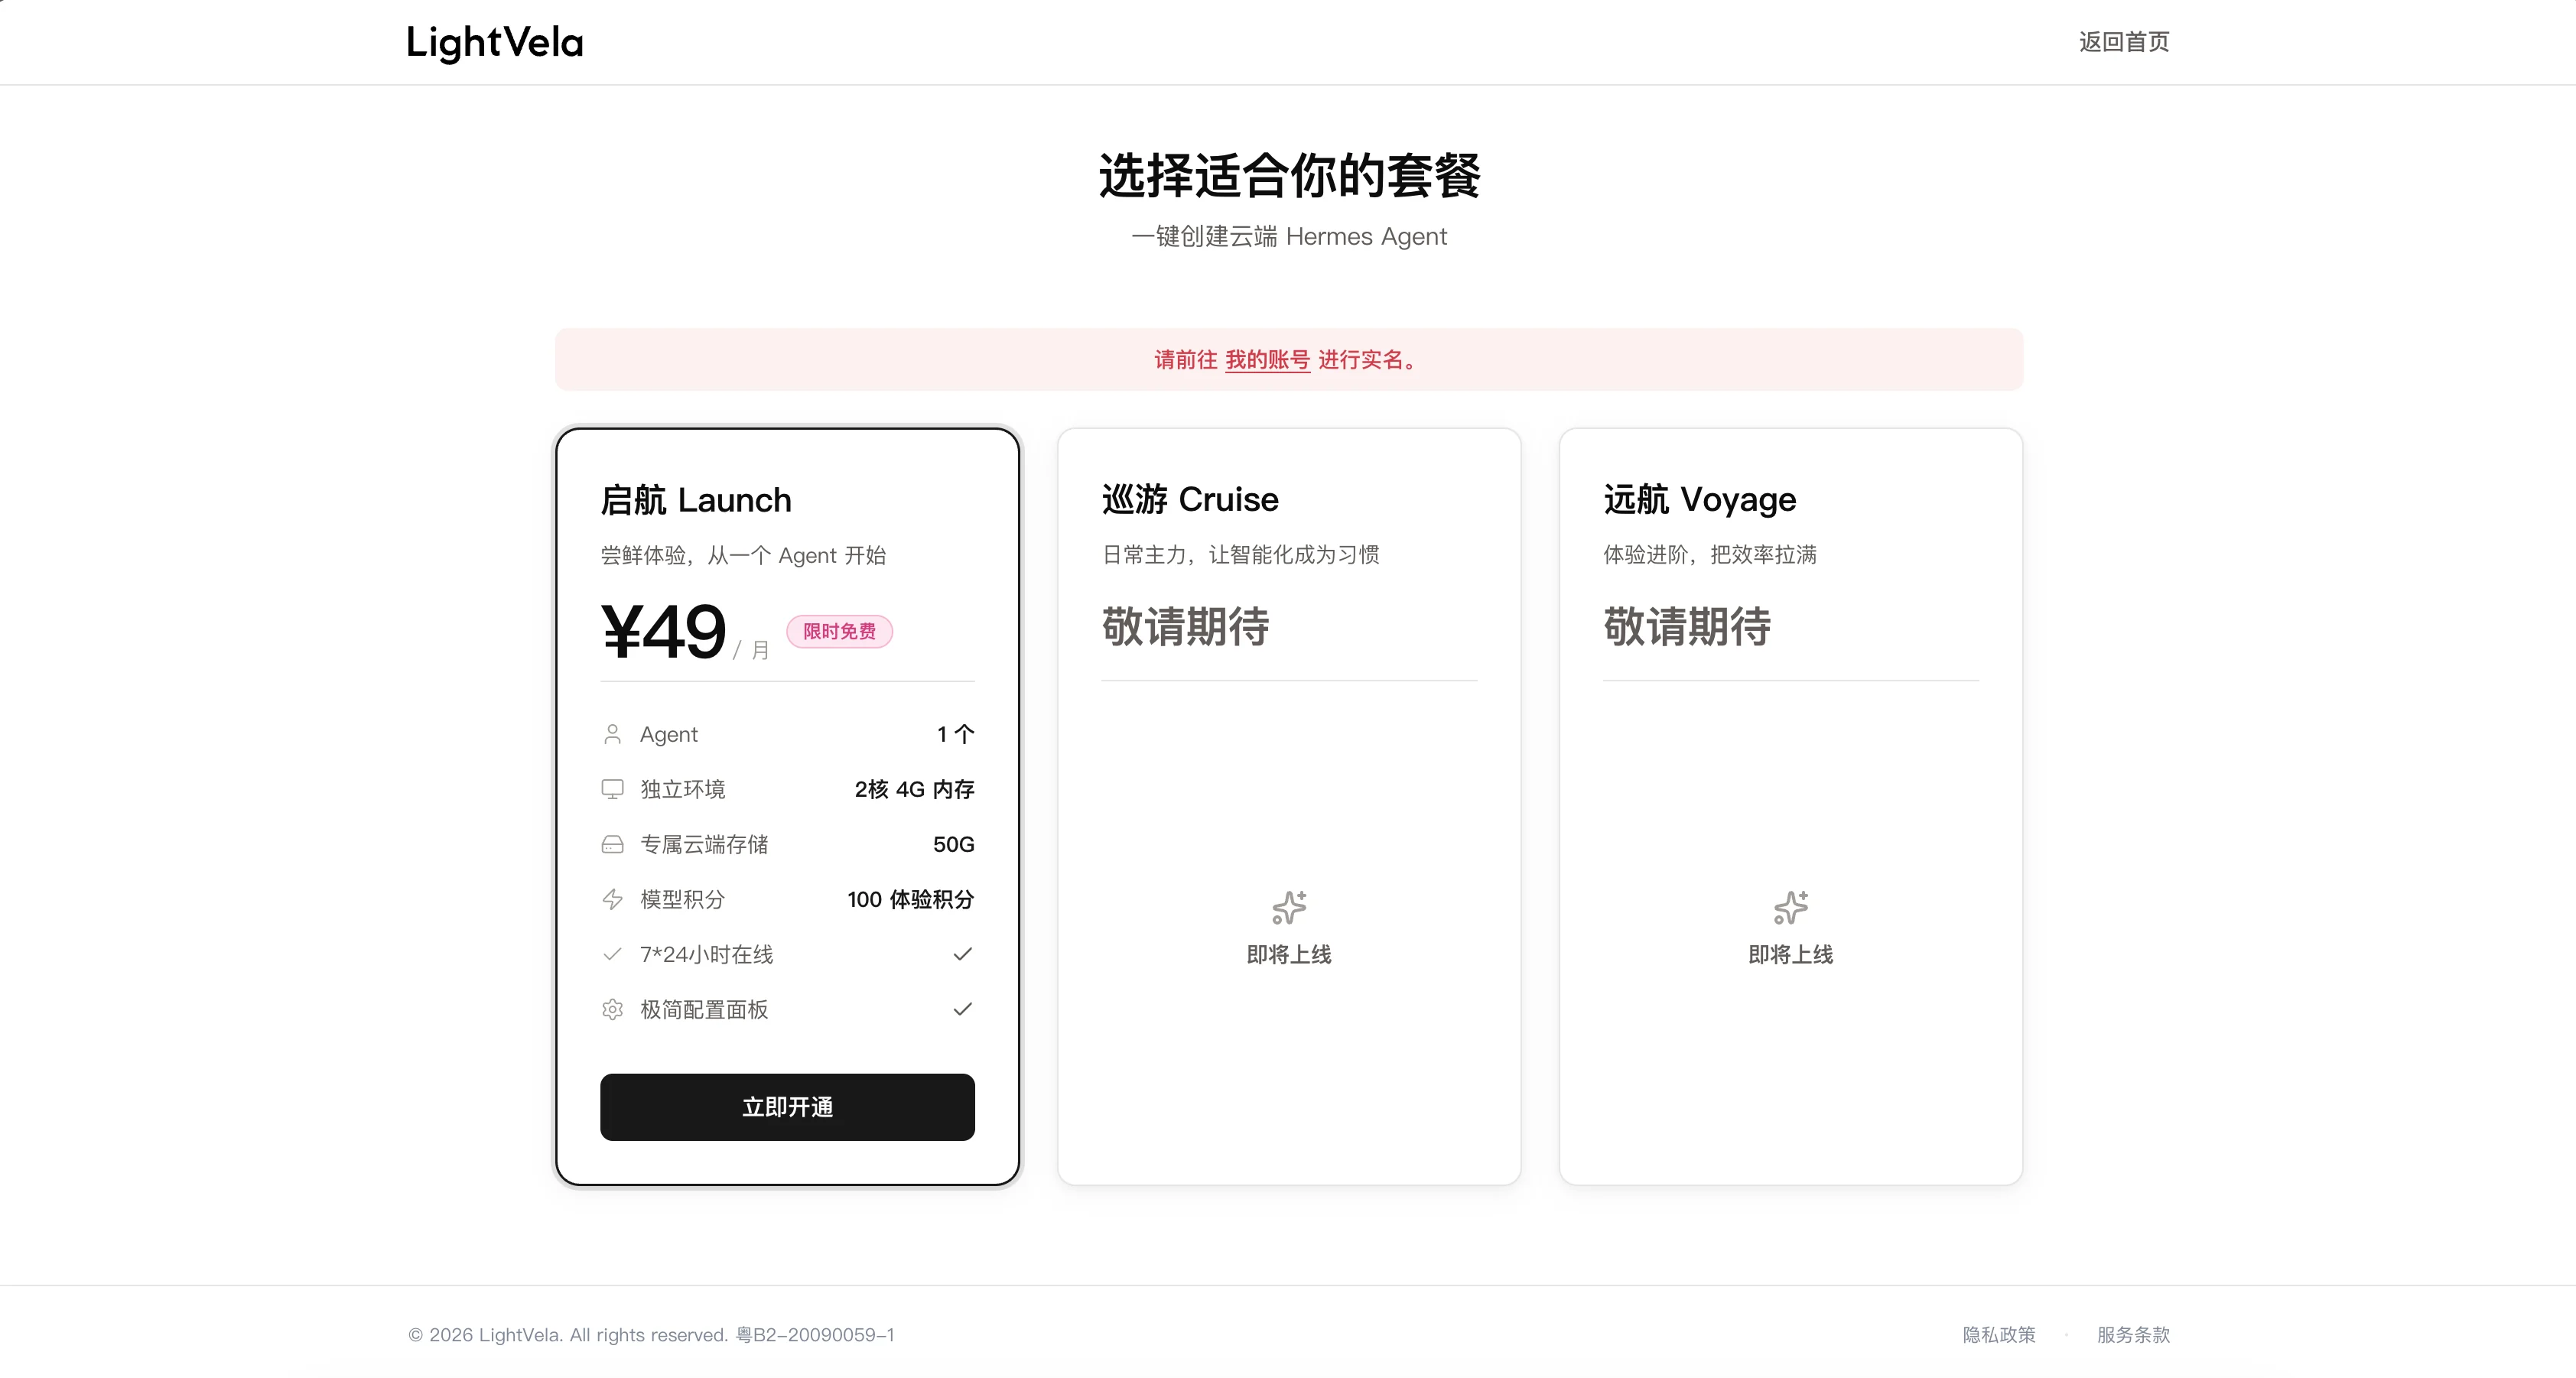 LightVela
返回首页
选择适合你的套餐
一键创建云端 Hermes Agent
请前往 我的账号 进行实名。
启航 Launch
尝鲜体验，从一个 Agent 开始
¥49 / 月 限时免费
Agent 1 个
独立环境 2核 4G 内存
专属云端存储 50G
模型积分 100 体验积分
7*24小时在线
极简配置面板
立即开通
巡游 Cruise
日常主力，让智能化成为习惯
敬请期待
即将上线
远航 Voyage
体验进阶，把效率拉满
敬请期待
即将上线
© 2026 LightVela. All rights reserved. 粤B2-20090059-1
隐私政策 · 服务条款